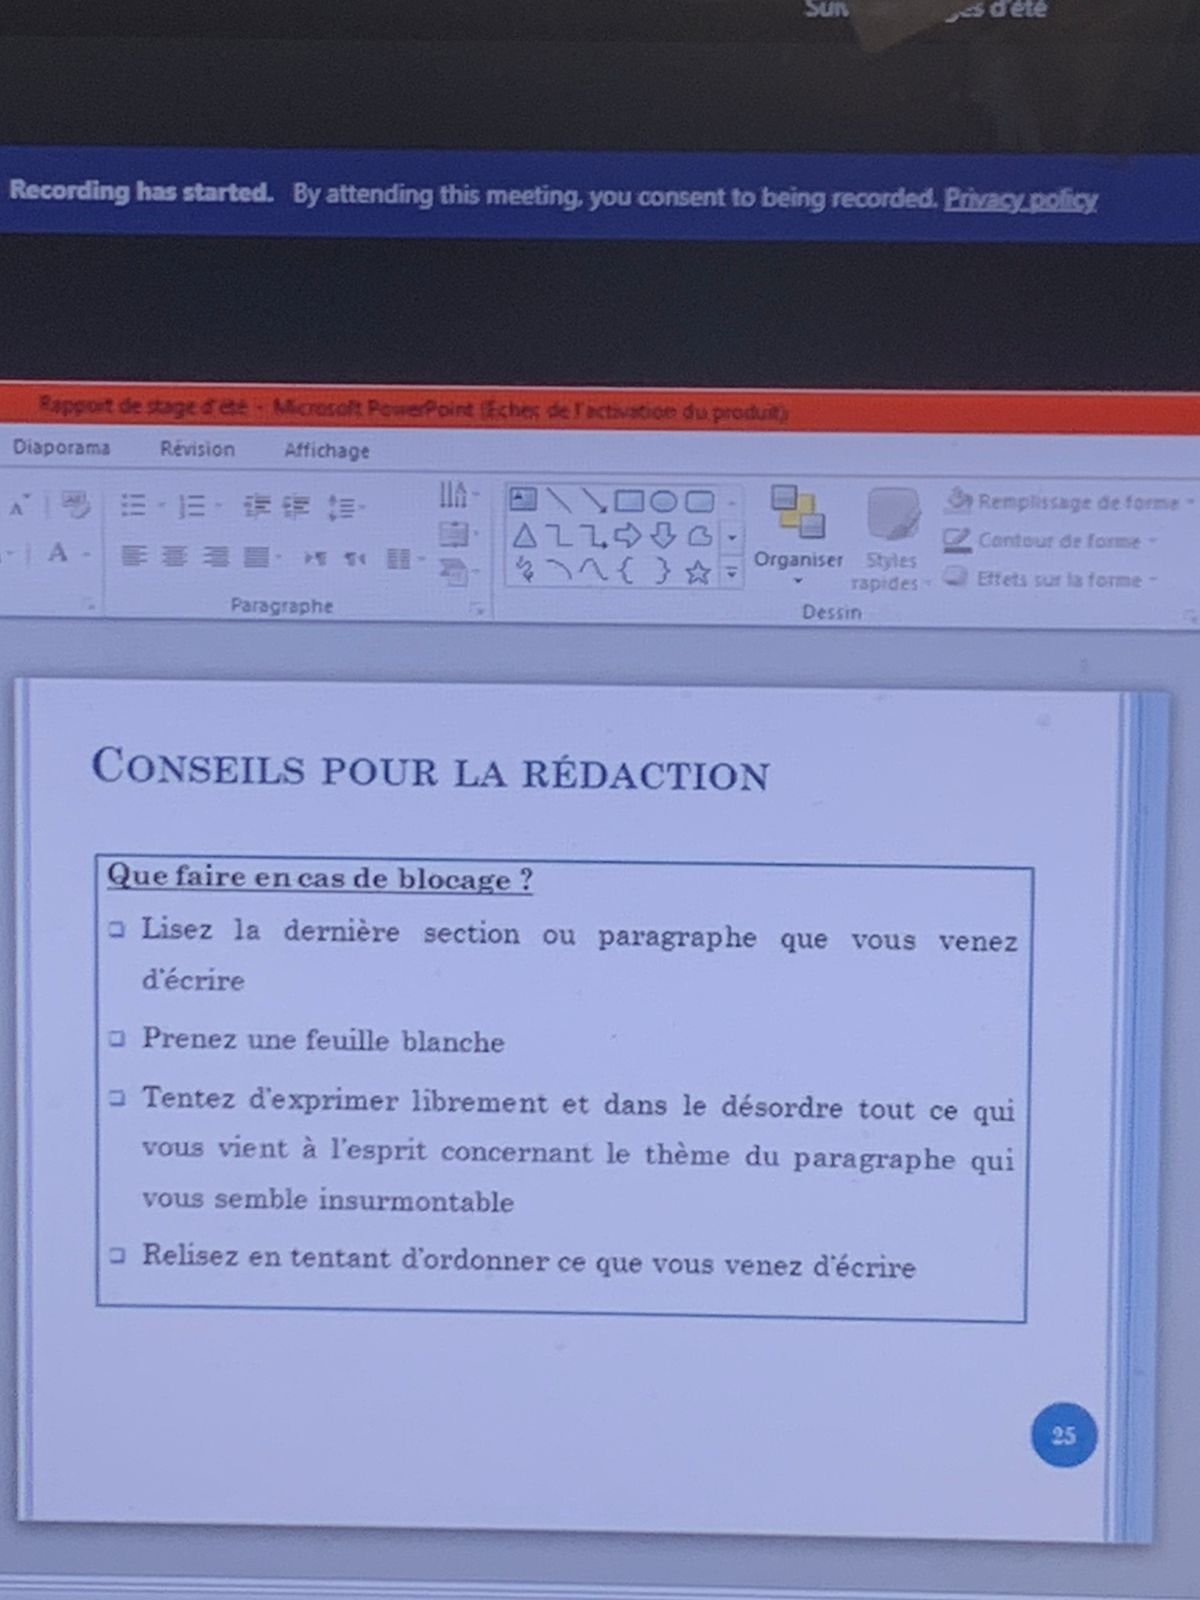 d'été
Recording has started. By attending this meeting, you consent to being recorded. Privacy policy
Rapport de stage d'été - Microsoft PowerPoint (Échec de l'activation du produit)
Diaporama Révision Affichage
Remplissage de forme
Contour de forme
Organiser Styles
rapides
Effets sur la forme
Paragraphe
Dessin
CONSEILS POUR LA RÉDACTION
Que faire en cas de blocage ?
Lisez la dernière section ou paragraphe que vous venez
d'écrire
Prenez une feuille blanche
Tentez d'exprimer librement et dans le désordre tout ce qui
vous vient à l'esprit concernant le thème du paragraphe qui
vous semble insurmontable
Relisez en tentant d'ordonner ce que vous venez d'écrire
25